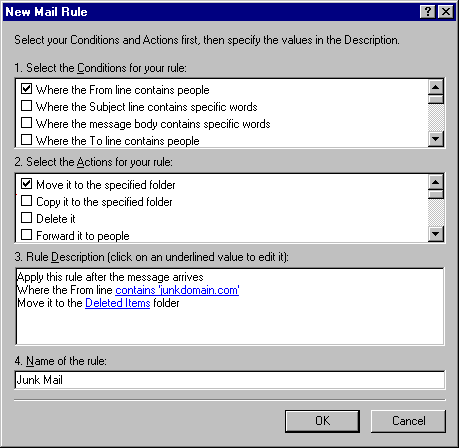 New Mail Rule
Select your Conditions and Actions first, then specify the values in the Description.
1. Select the Conditions for your rule:
Where the From line contains people
Where the Subject line contains specific words
Where the message body contains specific words
Where the To line contains people
2. Select the Actions for your rule:
Move it to the specified folder
Copy it to the specified folder
Delete it
Forward it to people
3. Rule Description (click on an underlined value to edit it):
Apply this rule after the message arrives
Where the From line contains 'junkdomain.com'
Move it to the Deleted Items folder
4. Name of the rule:
Junk Mail
OK Cancel